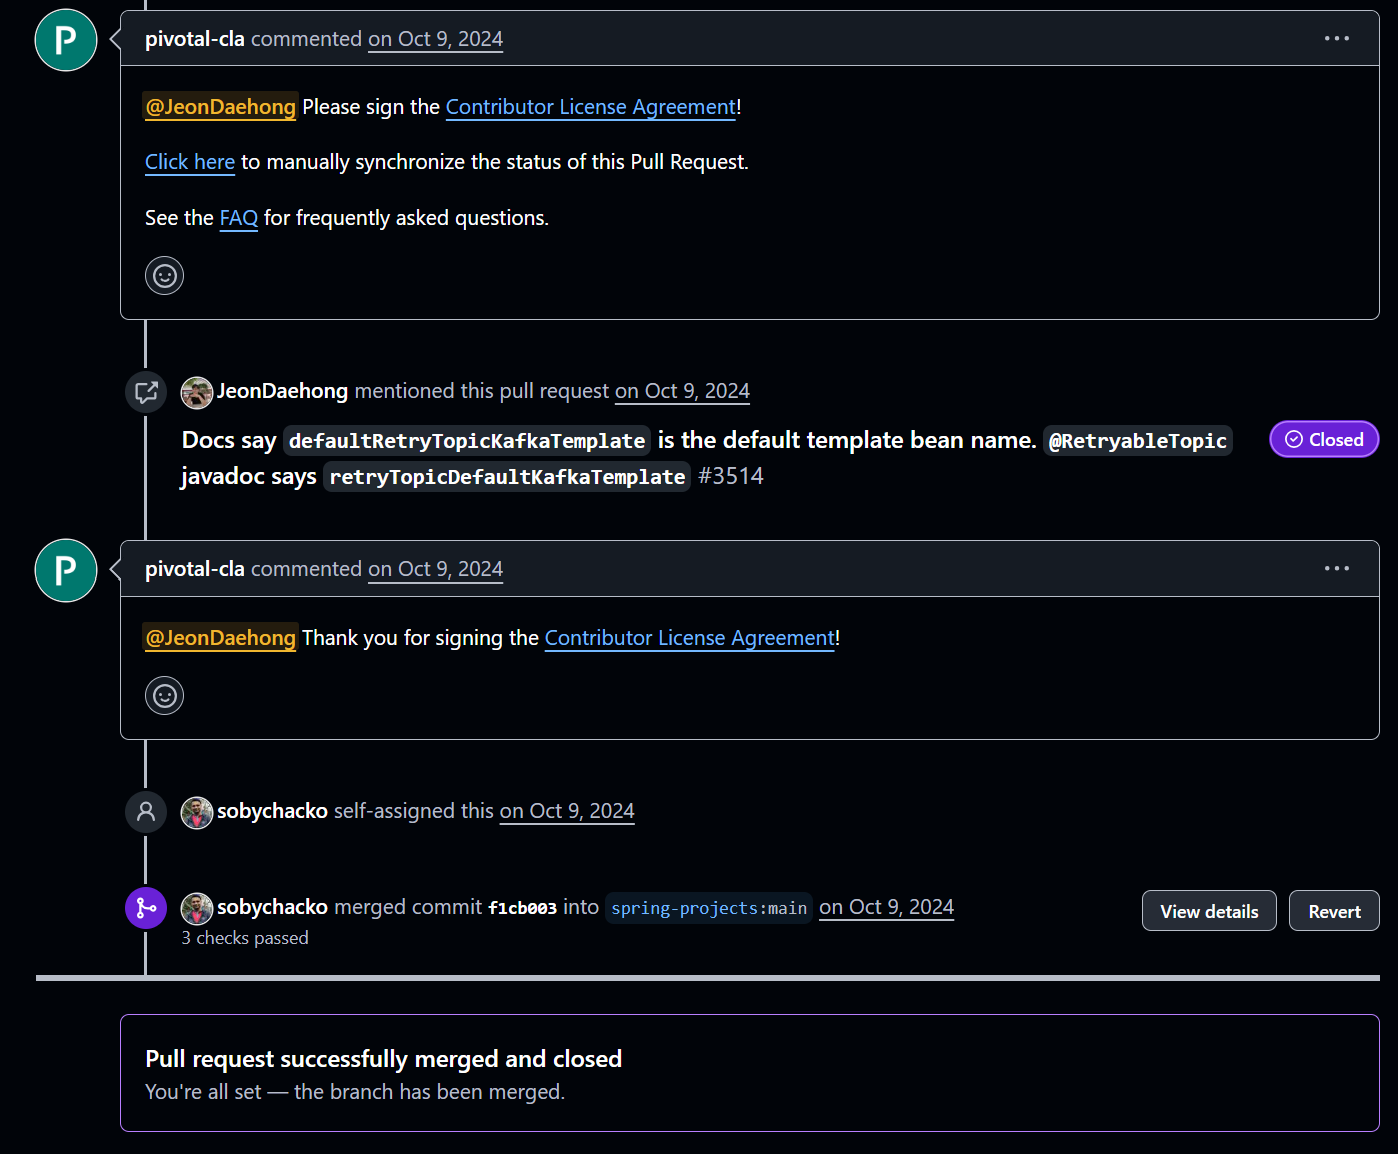 P
pivotal-cla commented on Oct 9, 2024
@JeonDaehong Please sign the Contributor License Agreement!
Click here to manually synchronize the status of this Pull Request.
See the FAQ for frequently asked questions.
JeonDaehong mentioned this pull request on Oct 9, 2024
Docs say defaultRetryTopicKafkaTemplate is the default template bean name. @RetryableTopic
javadoc says retryTopicDefaultKafkaTemplate #3514
Closed
P
pivotal-cla commented on Oct 9, 2024
@JeonDaehong Thank you for signing the Contributor License Agreement!
sobychacko self-assigned this on Oct 9, 2024
sobychacko merged commit f1cb003 into spring-projects:main on Oct 9, 2024
View details
Revert
3 checks passed
Pull request successfully merged and closed
You're all set — the branch has been merged.